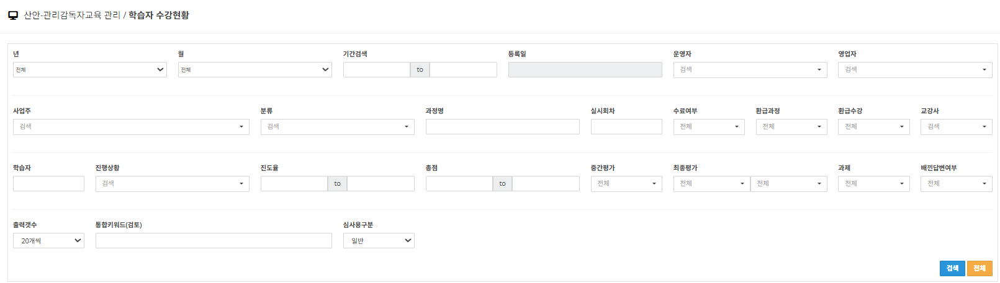 산안-관리감독자교육 관리 / 학습자 수강현황
년 월 기간검색 등록일 운영자 영업자
전체 전체 to 검색 검색
사업주 분류 과정명 실시회차 수료여부 환급과정 환급수강 교강사
검색 검색 전체 전체 전체 검색
학습자 진행상황 진도율 총점 중간평가 최종평가 과제 배낀답변여부
검색 to to 전체 전체 전체 전체 전체
출력갯수 통합키워드(검토) 심사용구분
20개씩 일반
검색 전체